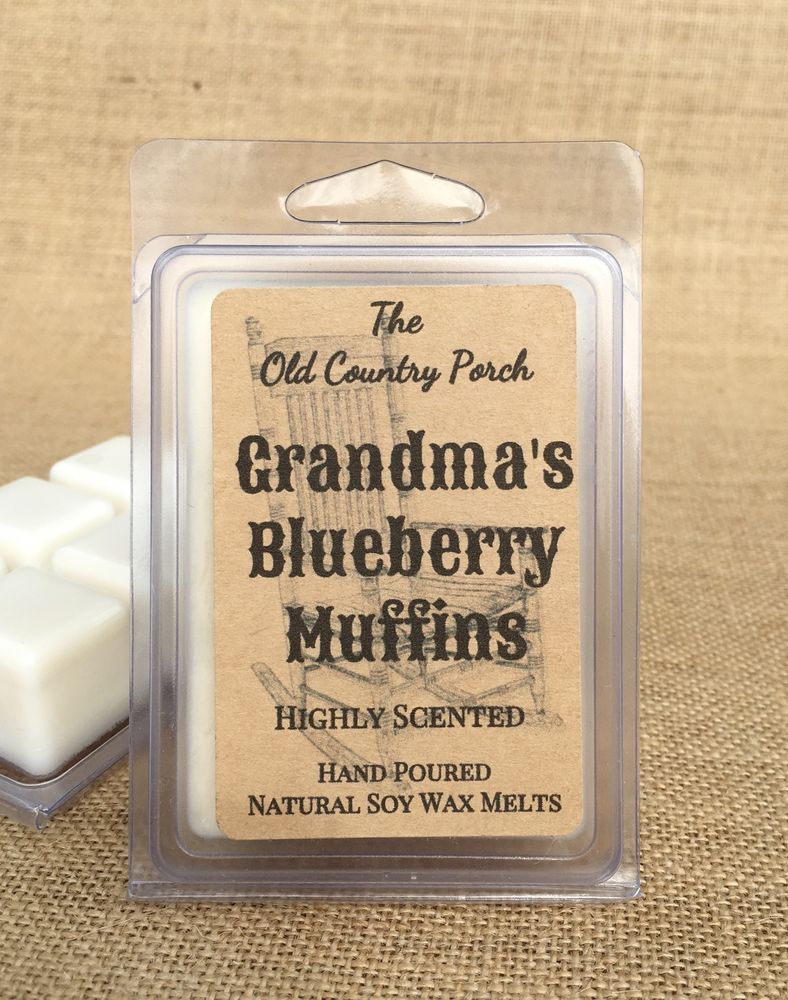 The
Old Country Porch
Grandma's
Blueberry
Muffins
Highly Scented
Hand Poured
Natural Soy Wax Melts